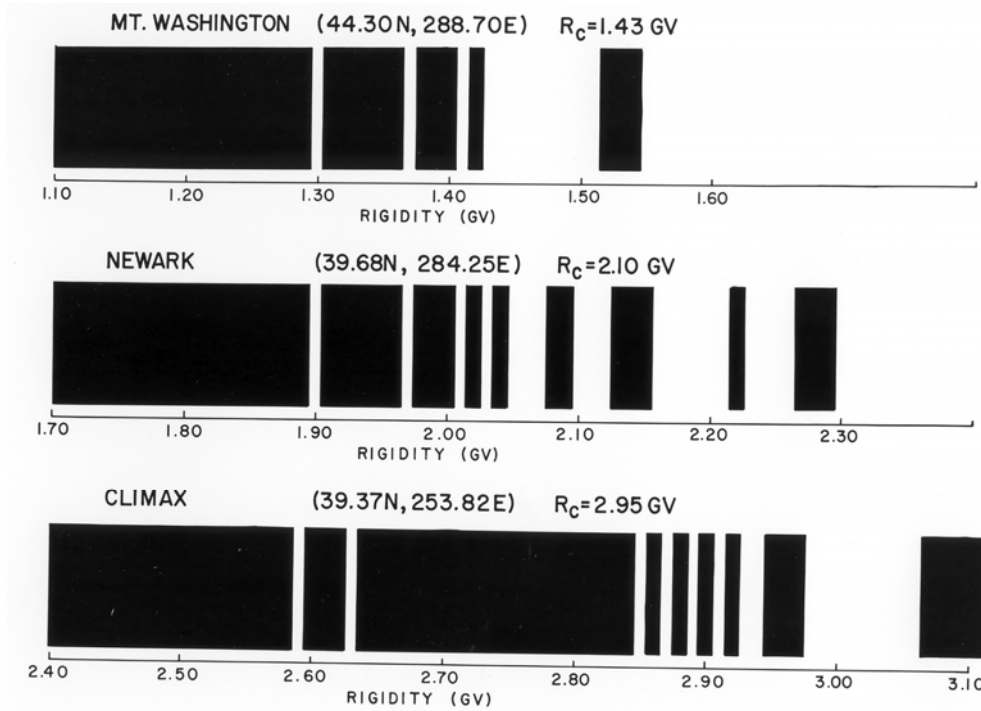 MT. WASHINGTON (44.30N, 288.70E) Rc=1.43 GV
1.10 1.20 1.30 1.40 1.50 1.60
RIGIDITY (GV)
NEWARK (39.68N, 284.25E) Rc=2.10 GV
1.70 1.80 1.90 2.00 2.10 2.20 2.30
RIGIDITY (GV)
CLIMAX (39.37N, 253.82E) Rc=2.95 GV
2.40 2.50 2.60 2.70 2.80 2.90 3.00 3.10
RIGIDITY (GV)